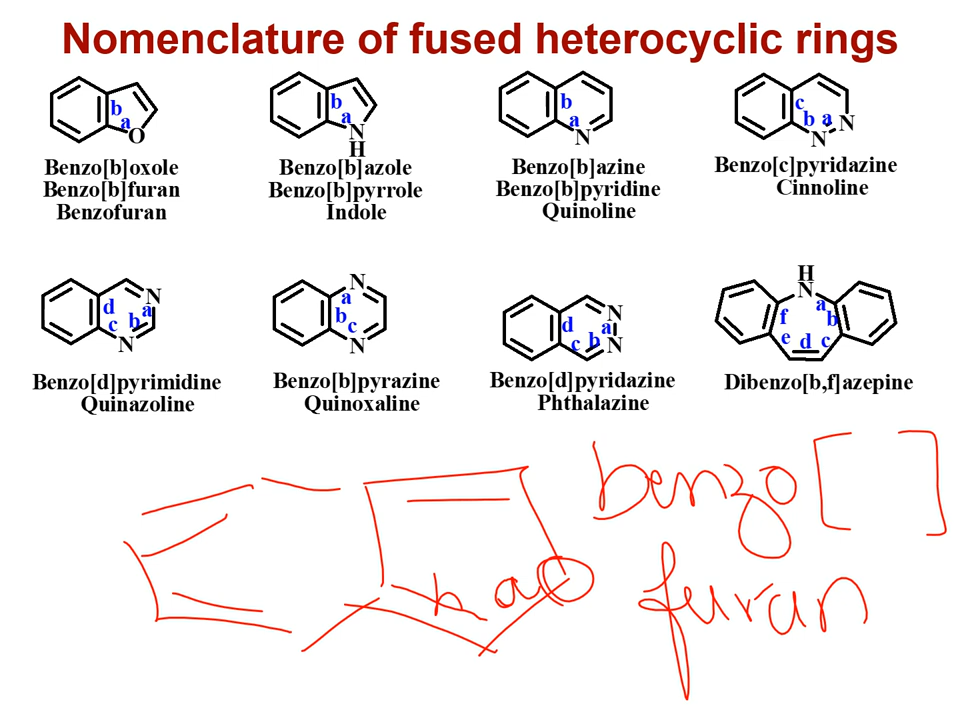 Nomenclature of fused heterocyclic rings
b
a
O
Benzo[b]oxole
Benzo[b]furan
Benzofuran
b
a
N
H
Benzo[b]azole
Benzo[b]pyrrole
Indole
b
a
N
Benzo[b]azine
Benzo[b]pyridine
Quinoline
c
b a N
N
Benzo[c]pyridazine
Cinnoline
N
d a
c b
N
Benzo[d]pyrimidine
Quinazoline
N
a
b
c
N
Benzo[b]pyrazine
Quinoxaline
N
d a
c b N
Benzo[d]pyridazine
Phthalazine
H
N
a
f b
e d c
Dibenzo[b,f]azepine
benzo [ ]
furan
b a O